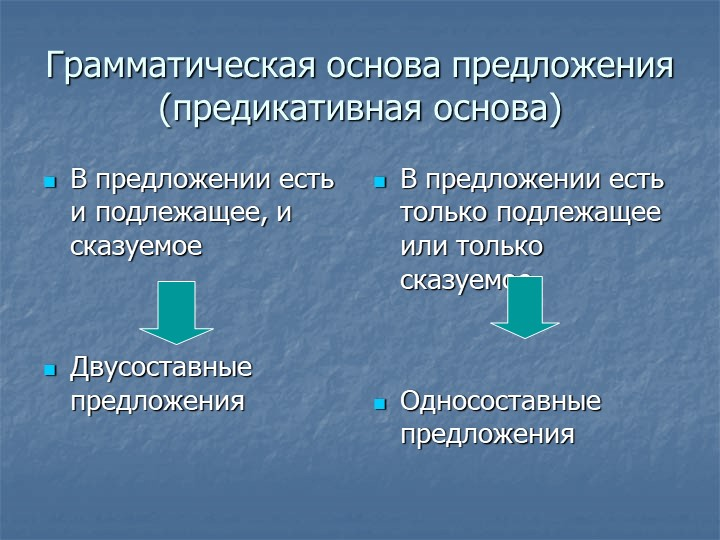 Грамматическая основа предложения
(предикативная основа)
В предложении есть
и подлежащее, и
сказуемое
Двусоставные
предложения
В предложении есть
только подлежащее
или только
сказуемое
Односоставные
предложения